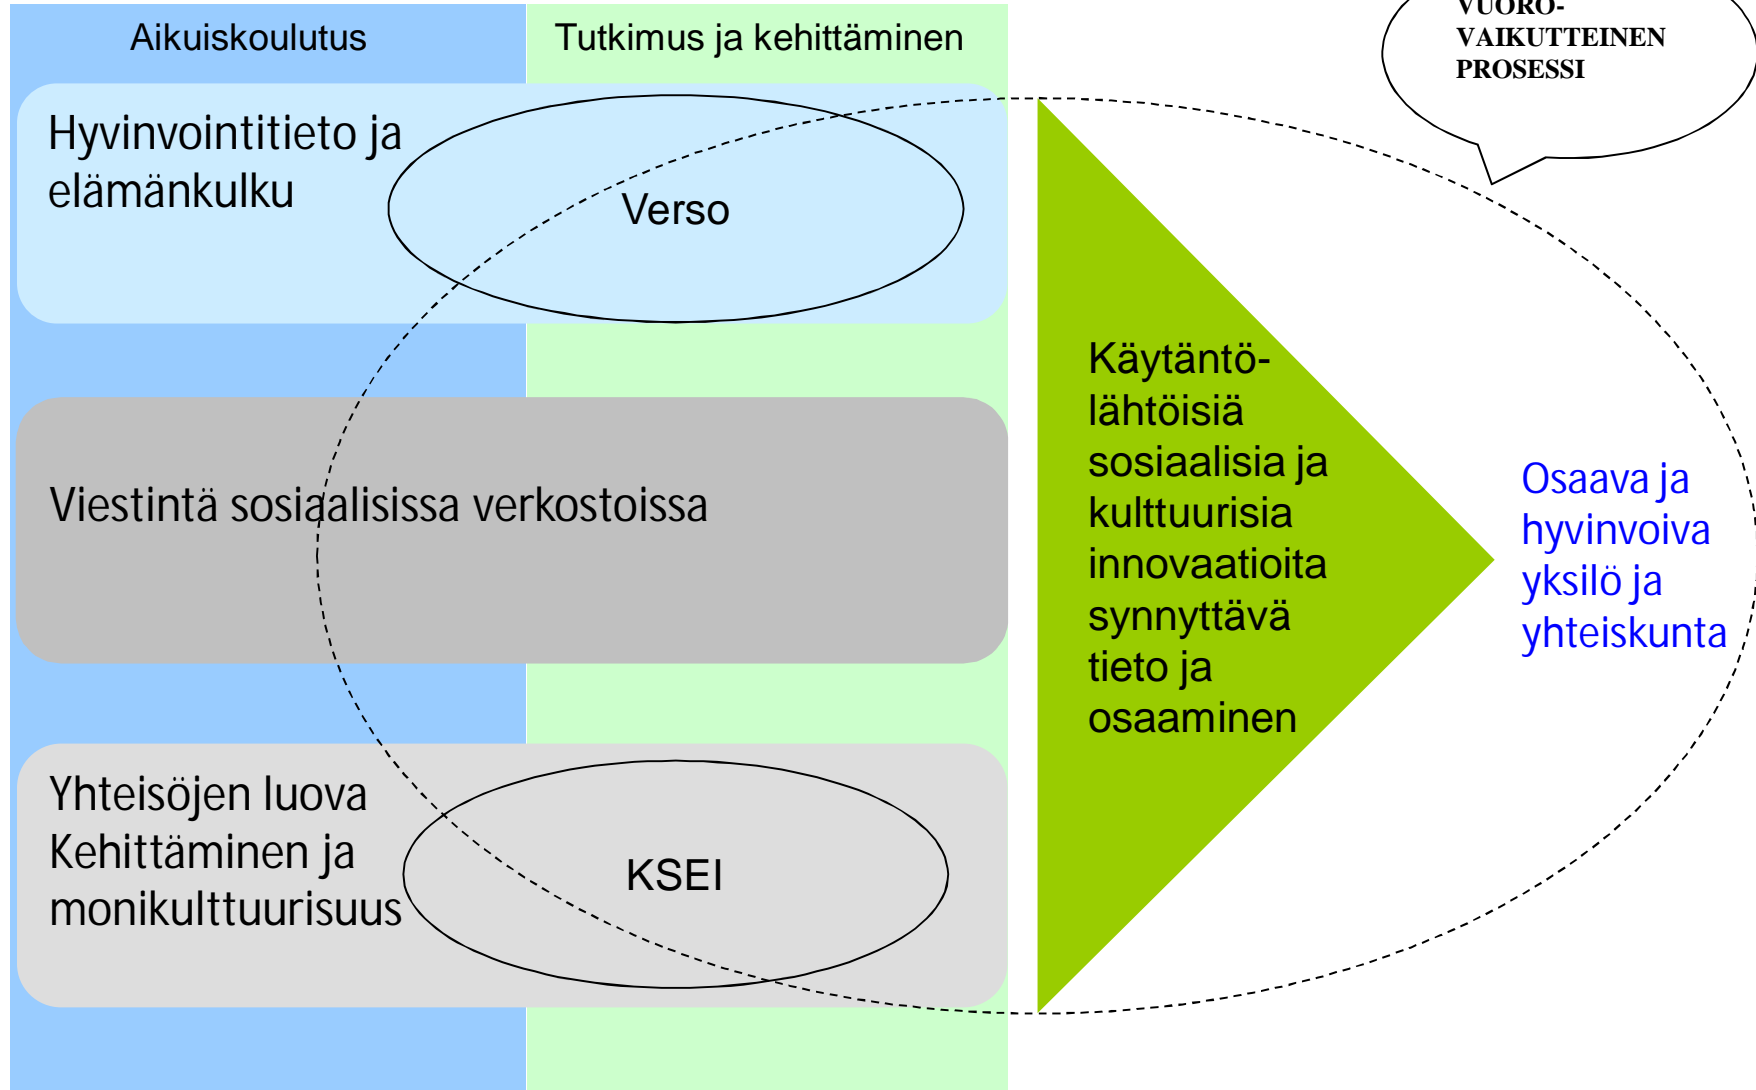 Aikuiskoulutus
Tutkimus ja kehittäminen
VUORO-
VAIKUTTEINEN
PROSESSI
Hyvinvointitieto ja
elämänkulku
Verso
Viestintä sosiaalisissa verkostoissa
Yhteisöjen luova
Kehittäminen ja
monikulttuurisuus
KSEI
Käytäntö-
lähtöisiä
sosiaalisia ja
kulttuurisia
innovaatioita
synnyttävä
tieto ja
osaaminen
Osaava ja
hyvinvoiva
yksilö ja
yhteiskunta